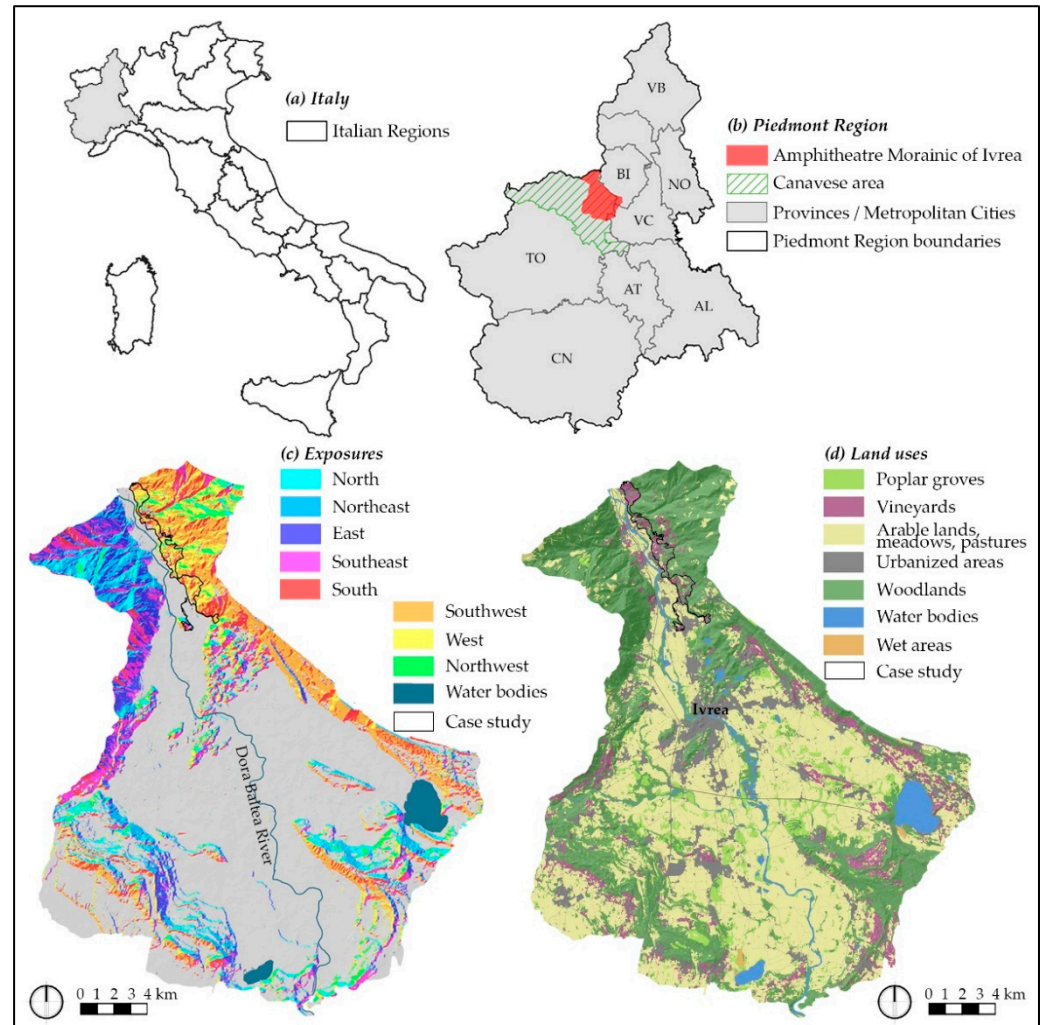 (a) Italy
Italian Regions
VB
BI
NO
VC
TO
AT
AL
CN
(b) Piedmont Region
Amphitheatre Morainic of Ivrea
Canavese area
Provinces / Metropolitan Cities
Piedmont Region boundaries
(c) Exposures
North
Northeast
East
Southeast
South
Southwest
West
Northwest
Water bodies
Case study
Dora Baltea River
0 1 2 3 4 km
(d) Land uses
Poplar groves
Vineyards
Arable lands,
meadows, pastures
Urbanized areas
Woodlands
Water bodies
Wet areas
Case study
Ivrea
0 1 2 3 4 km